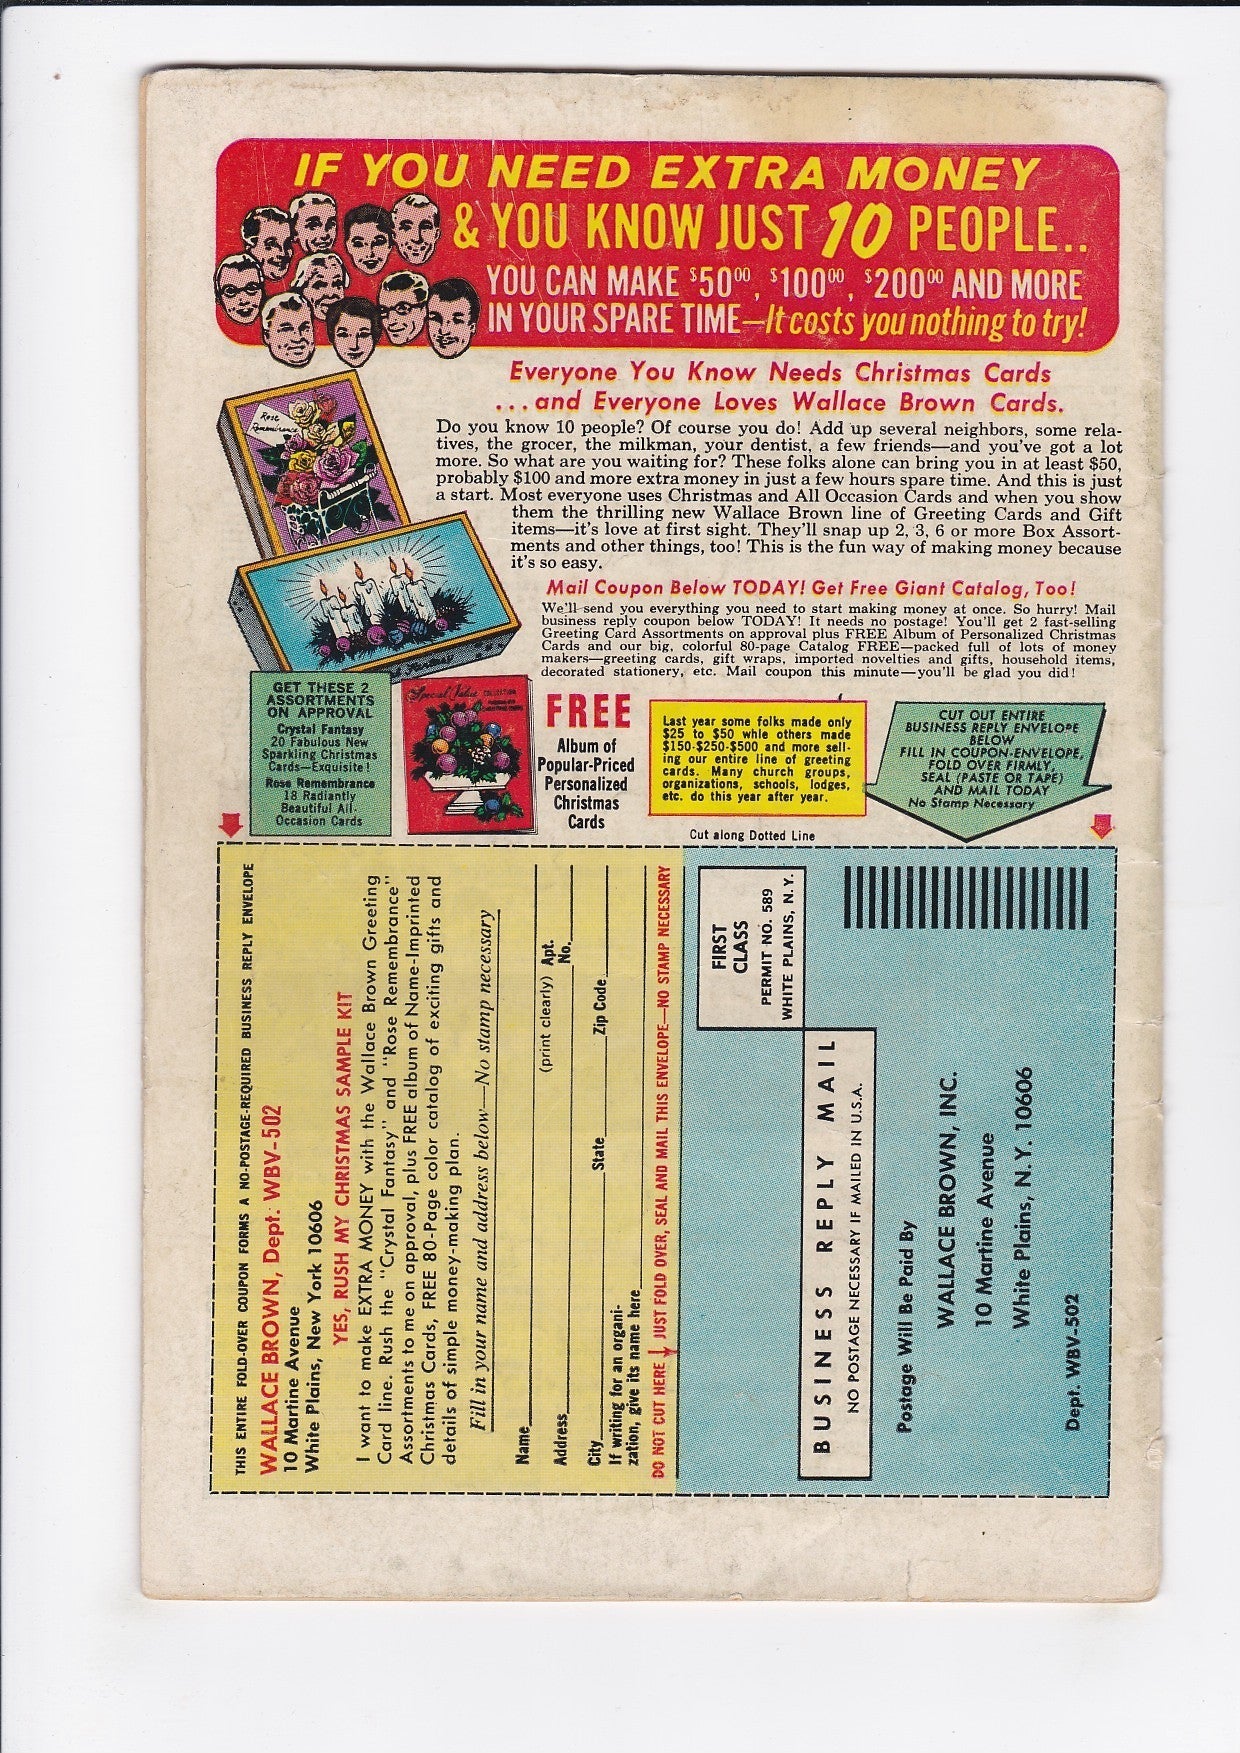 IF YOU NEED EXTRA MONEY
& YOU KNOW JUST 10 PEOPLE..
YOU CAN MAKE $50⁰⁰, $100⁰⁰, $200⁰⁰ AND MORE
IN YOUR SPARE TIME—It costs you nothing to try!
Everyone You Know Needs Christmas Cards
...and Everyone Loves Wallace Brown Cards.
Rose
Remembrance
Do you know 10 people? Of course you do! Add up several neighbors, some rela-
tives, the grocer, the milkman, your dentist, a few friends—and you've got a lot
more. So what are you waiting for? These folks alone can bring you in at least $50,
probably $100 and more extra money in just a few hours spare time. And this is just
a start. Most everyone uses Christmas and All Occasion Cards and when you show
them the thrilling new Wallace Brown line of Greeting Cards and Gift
items—it's love at first sight. They'll snap up 2, 3, 6 or more Box Assort-
ments and other things, too! This is the fun way of making money because
it's so easy.
Mail Coupon Below TODAY! Get Free Giant Catalog, Too!
We'll send you everything you need to start making money at once. So hurry! Mail
business reply coupon below TODAY! It needs no postage! You'll get 2 fast-selling
Greeting Card Assortments on approval plus FREE Album of Personalized Christmas
Cards and our big, colorful 80-page Catalog FREE—packed full of lots of money
makers—greeting cards, gift wraps, imported novelties and gifts, household items,
decorated stationery, etc. Mail coupon this minute—you'll be glad you did!
GET THESE 2
ASSORTMENTS
ON APPROVAL
Crystal Fantasy
20 Fabulous New
Sparkling Christmas
Cards—Exquisite!
Rose Remembrance
18 Radiantly
Beautiful All-
Occasion Cards
Special Value
FREE
Album of
Popular-Priced
Personalized
Christmas
Cards
Last year some folks made only
$25 to $50 while others made
$150-$250-$500 and more sell-
ing our entire line of greeting
cards. Many church groups,
organizations, schools, lodges,
etc. do this year after year.
CUT OUT ENTIRE
BUSINESS REPLY ENVELOPE
BELOW
FILL IN COUPON-ENVELOPE,
FOLD OVER FIRMLY,
SEAL (PASTE OR TAPE)
AND MAIL TODAY
No Stamp Necessary
Cut along Dotted Line
THIS ENTIRE FOLD-OVER COUPON FORMS A NO-POSTAGE-REQUIRED BUSINESS REPLY ENVELOPE
WALLACE BROWN, Dept. WBV-502
10 Martine Avenue
White Plains, New York 10606
YES, RUSH MY CHRISTMAS SAMPLE KIT
I want to make EXTRA MONEY with the Wallace Brown Greeting
Card line. Rush the "Crystal Fantasy" and "Rose Remembrance"
Assortments to me on approval, plus FREE album of Name-Imprinted
Christmas Cards, FREE 80-Page color catalog of exciting gifts and
details of simple money-making plan.
Fill in your name and address below—No stamp necessary
Name
(print clearly)
Address Apt. No.
City State Zip Code
If writing for an organi-
zation, give its name here
DO NOT CUT HERE JUST FOLD OVER, SEAL AND MAIL THIS ENVELOPE—NO STAMP NECESSARY
FIRST
CLASS
PERMIT NO. 589
WHITE PLAINS, N.Y.
BUSINESS REPLY MAIL
NO POSTAGE NECESSARY IF MAILED IN U.S.A.
Postage Will Be Paid By
WALLACE BROWN, INC.
10 Martine Avenue
White Plains, N.Y. 10606
Dept. WBV-502